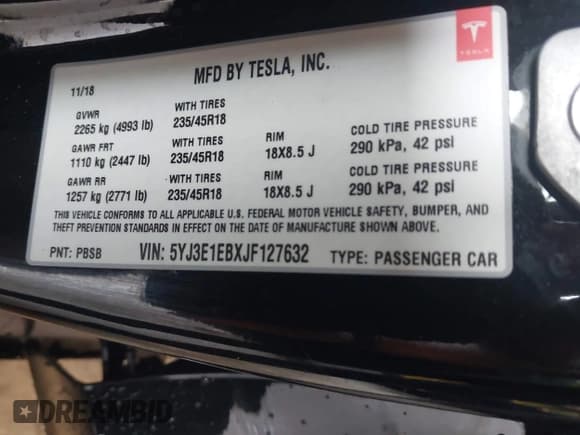 TESLA
MFD BY TESLA, INC.
11/18
GVWR WITH TIRES
2265 kg (4993 lb) 235/45R18
GAWR FRT WITH TIRES RIM COLD TIRE PRESSURE
1110 kg (2447 lb) 235/45R18 18X8.5 J 290 kPa, 42 psi
GAWR RR WITH TIRES RIM COLD TIRE PRESSURE
1257 kg (2771 lb) 235/45R18 18X8.5 J 290 kPa, 42 psi
THIS VEHICLE CONFORMS TO ALL APPLICABLE U.S. FEDERAL MOTOR VEHICLE SAFETY, BUMPER, AND
THEFT PREVENTION STANDARDS IN EFFECT ON THE DATE OF MANUFACTURE SHOWN ABOVE.
PNT: PBSB VIN: 5YJ3E1EBXJF127632 TYPE: PASSENGER CAR
DREAMBID